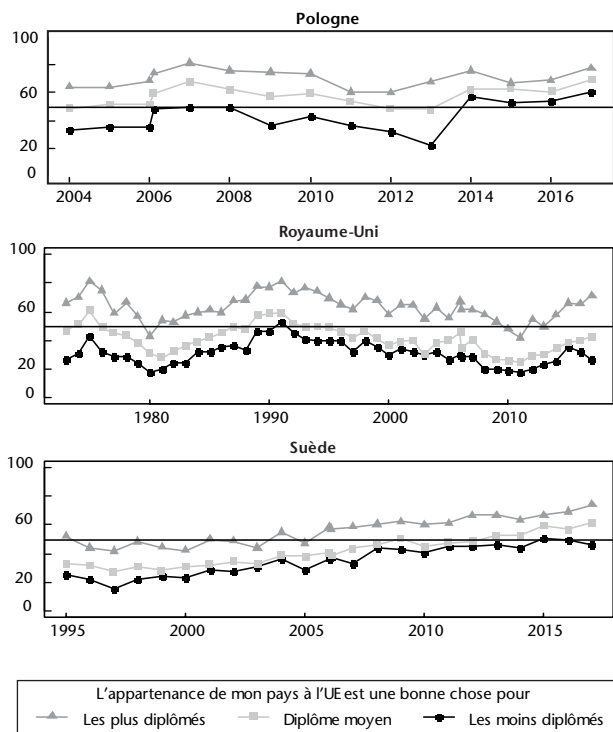 Pologne
100
60
20
0
2004 2006 2008 2010 2012 2014 2016
Royaume-Uni
100
60
20
0
1980 1990 2000 2010
Suède
100
60
20
0
1995 2000 2005 2010 2015
L'appartenance de mon pays à l'UE est une bonne chose pour
Les plus diplômés Diplôme moyen Les moins diplômés